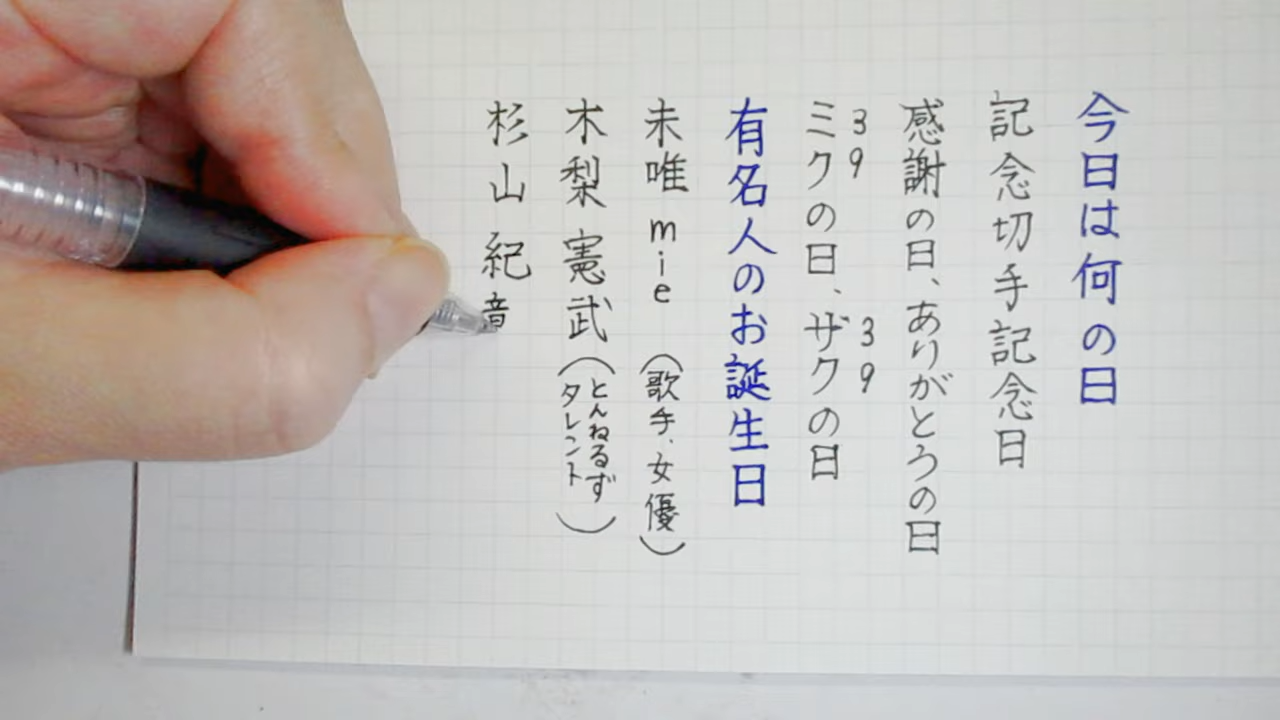 今日は何の日
記念切手記念日
感謝の日、ありがとうの日
39 39
ミクの日、ザクの日
有名人のお誕生日
未唯 mie (歌手、女優)
木梨 憲武 (とんねるず
タレント)
杉山 紀音